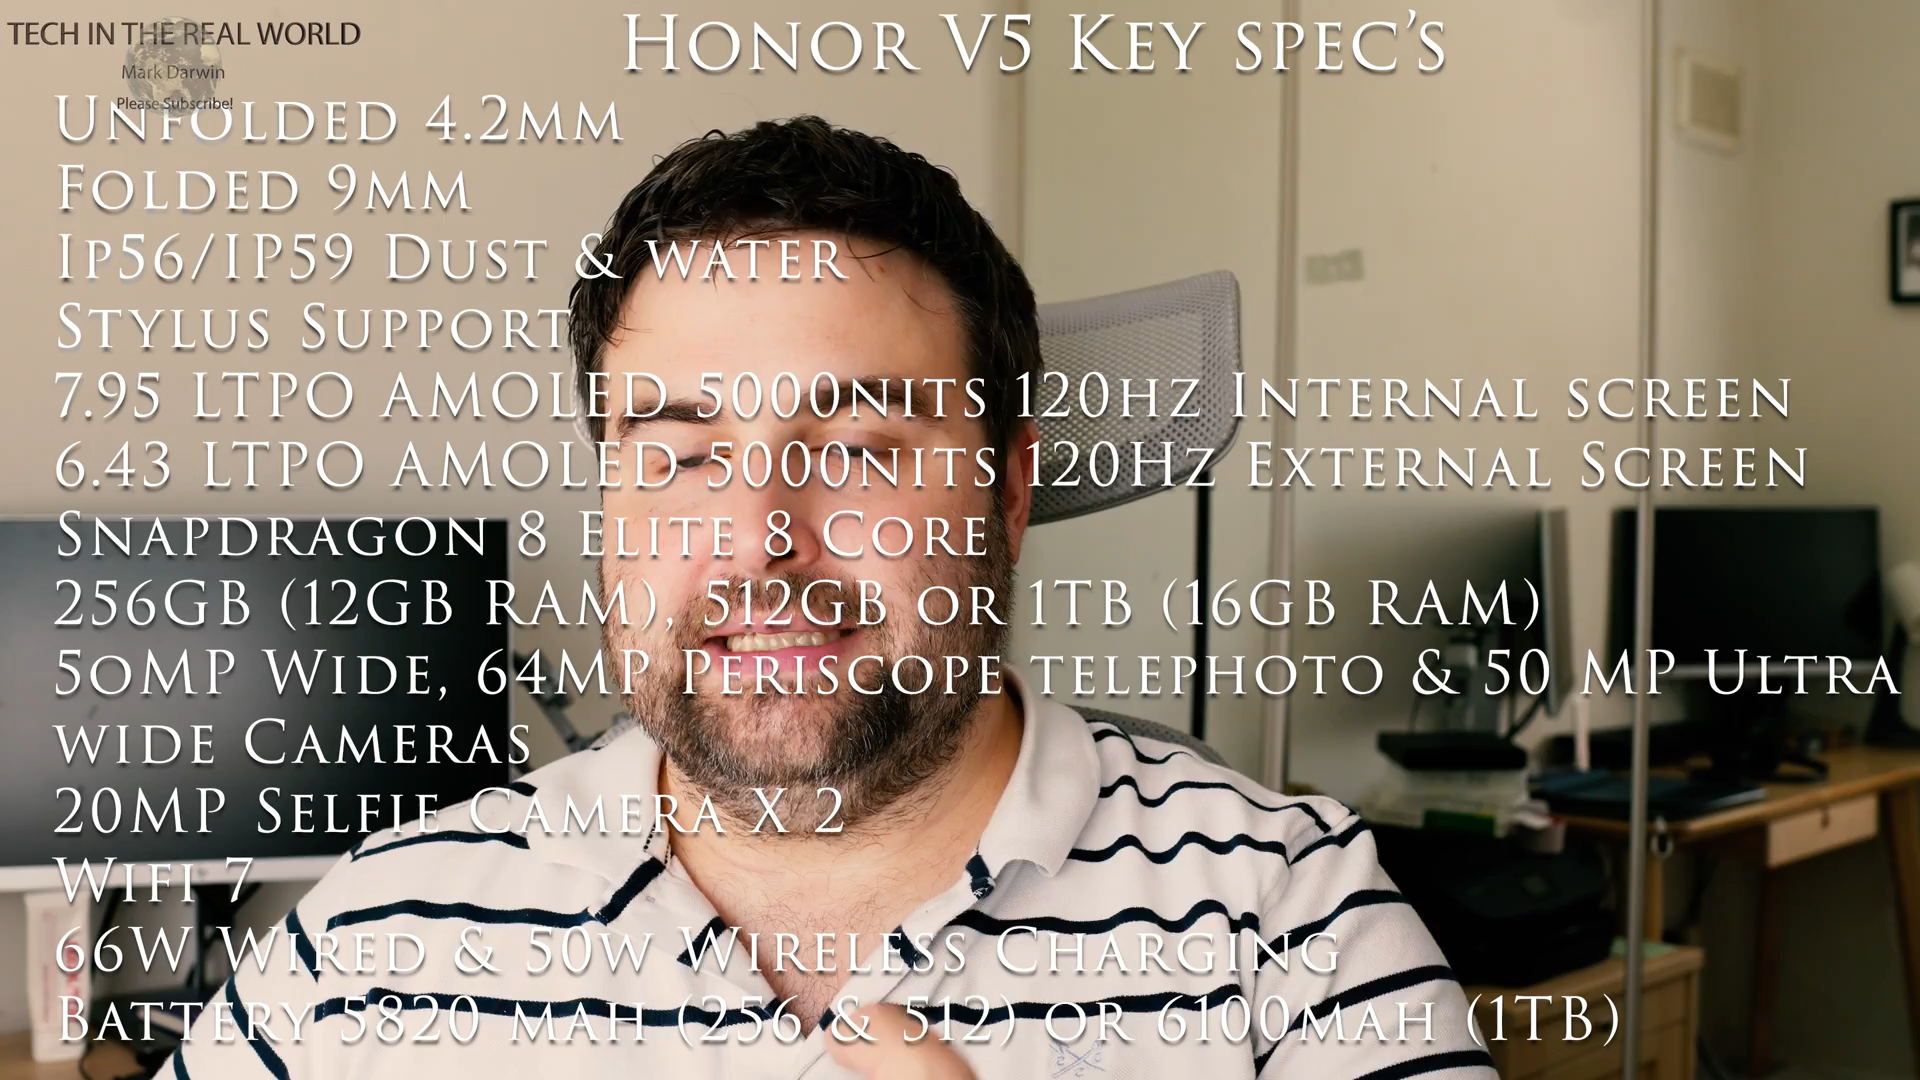 TECH IN THE REAL WORLD
Mark Darwin
Please Subscribe!
HONOR V5 KEY SPEC’S
UNFOLDED 4.2MM
FOLDED 9MM
IP56/IP59 DUST & WATER
STYLUS SUPPORT
7.95 LTPO AMOLED 5000NITS 120HZ INTERNAL SCREEN
6.43 LTPO AMOLED 5000NITS 120HZ EXTERNAL SCREEN
SNAPDRAGON 8 ELITE 8 CORE
256GB (12GB RAM), 512GB OR 1TB (16GB RAM)
5OMP WIDE, 64MP PERISCOPE TELEPHOTO & 50 MP ULTRA
WIDE CAMERAS
20MP SELFIE CAMERA X 2
WIFI 7
66W WIRED & 50W WIRELESS CHARGING
BATTERY 5820 MAH (256 & 512) OR 6100MAH (1TB)